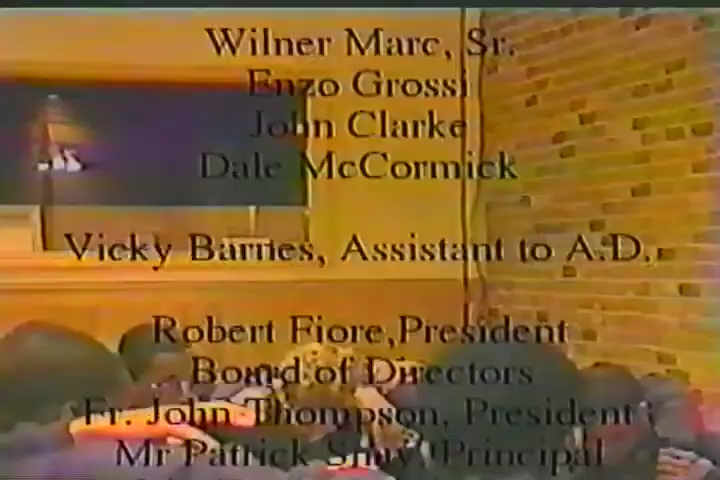 Wilner Marc, Sr.
Enzo Grossi
John Clarke
Dale McCormick
Vicky Barnes, Assistant to A.D.
Robert Fiore,President
Board of Directors
Fr. John Thompson, President
Mr Patrick Principal